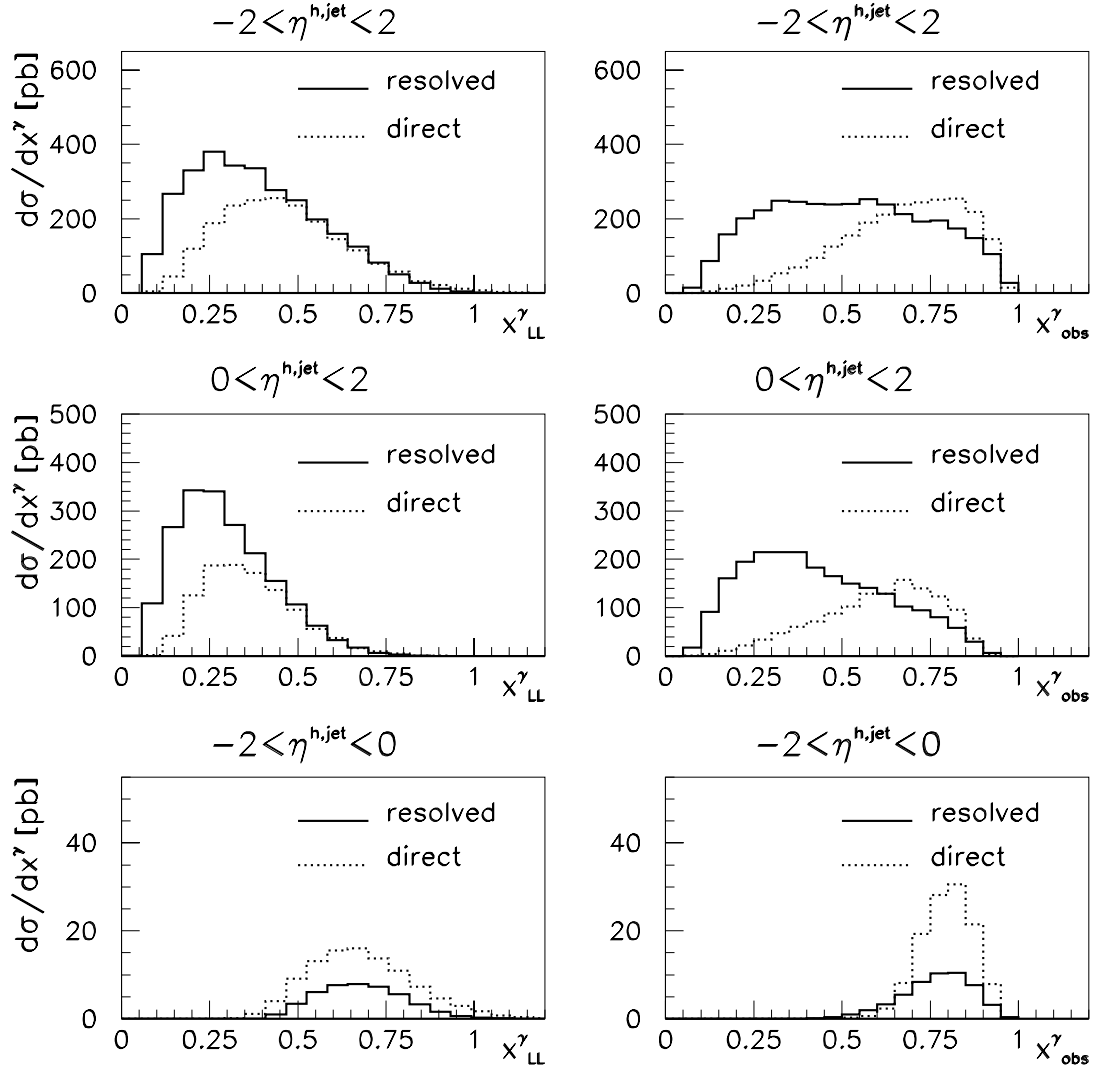 −2<η^h,jet<2
dσ/dx^γ [pb]
600
400
200
0
resolved
direct
0 0.25 0.5 0.75 1 x^γ_LL
−2<η^h,jet<2
600
400
200
0
resolved
direct
0 0.25 0.5 0.75 1 x^γ_obs
0<η^h,jet<2
dσ/dx^γ [pb]
500
400
300
200
100
0
resolved
direct
0 0.25 0.5 0.75 1 x^γ_LL
0<η^h,jet<2
500
400
300
200
100
0
resolved
direct
0 0.25 0.5 0.75 1 x^γ_obs
−2<η^h,jet<0
dσ/dx^γ [pb]
40
20
0
resolved
direct
0 0.25 0.5 0.75 1 x^γ_LL
−2<η^h,jet<0
40
20
0
resolved
direct
0 0.25 0.5 0.75 1 x^γ_obs